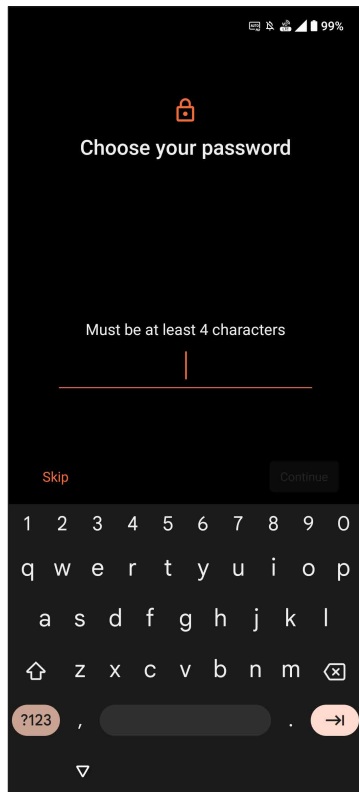 99%
Choose your password
Must be at least 4 characters
Skip Continue
1 2 3 4 5 6 7 8 9 0
q w e r t y u i o p
a s d f g h j k l
z x c v b n m
?123 , .